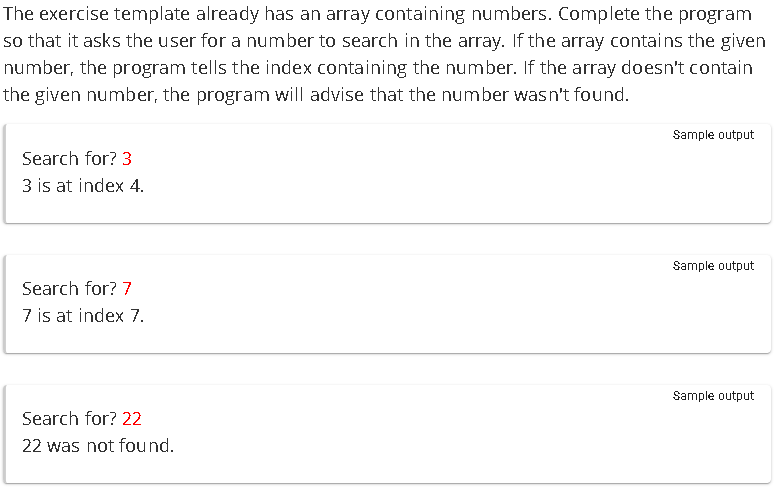 The exercise template already has an array containing numbers. Complete the program
so that it asks the user for a number to search in the array. If the array contains the given
number, the program tells the index containing the number. If the array doesn't contain
the given number, the program will advise that the number wasn't found.
Sample output
Search for? 3
3 is at index 4.
Sample output
Search for? 7
7 is at index 7.
Sample output
Search for? 22
22 was not found.